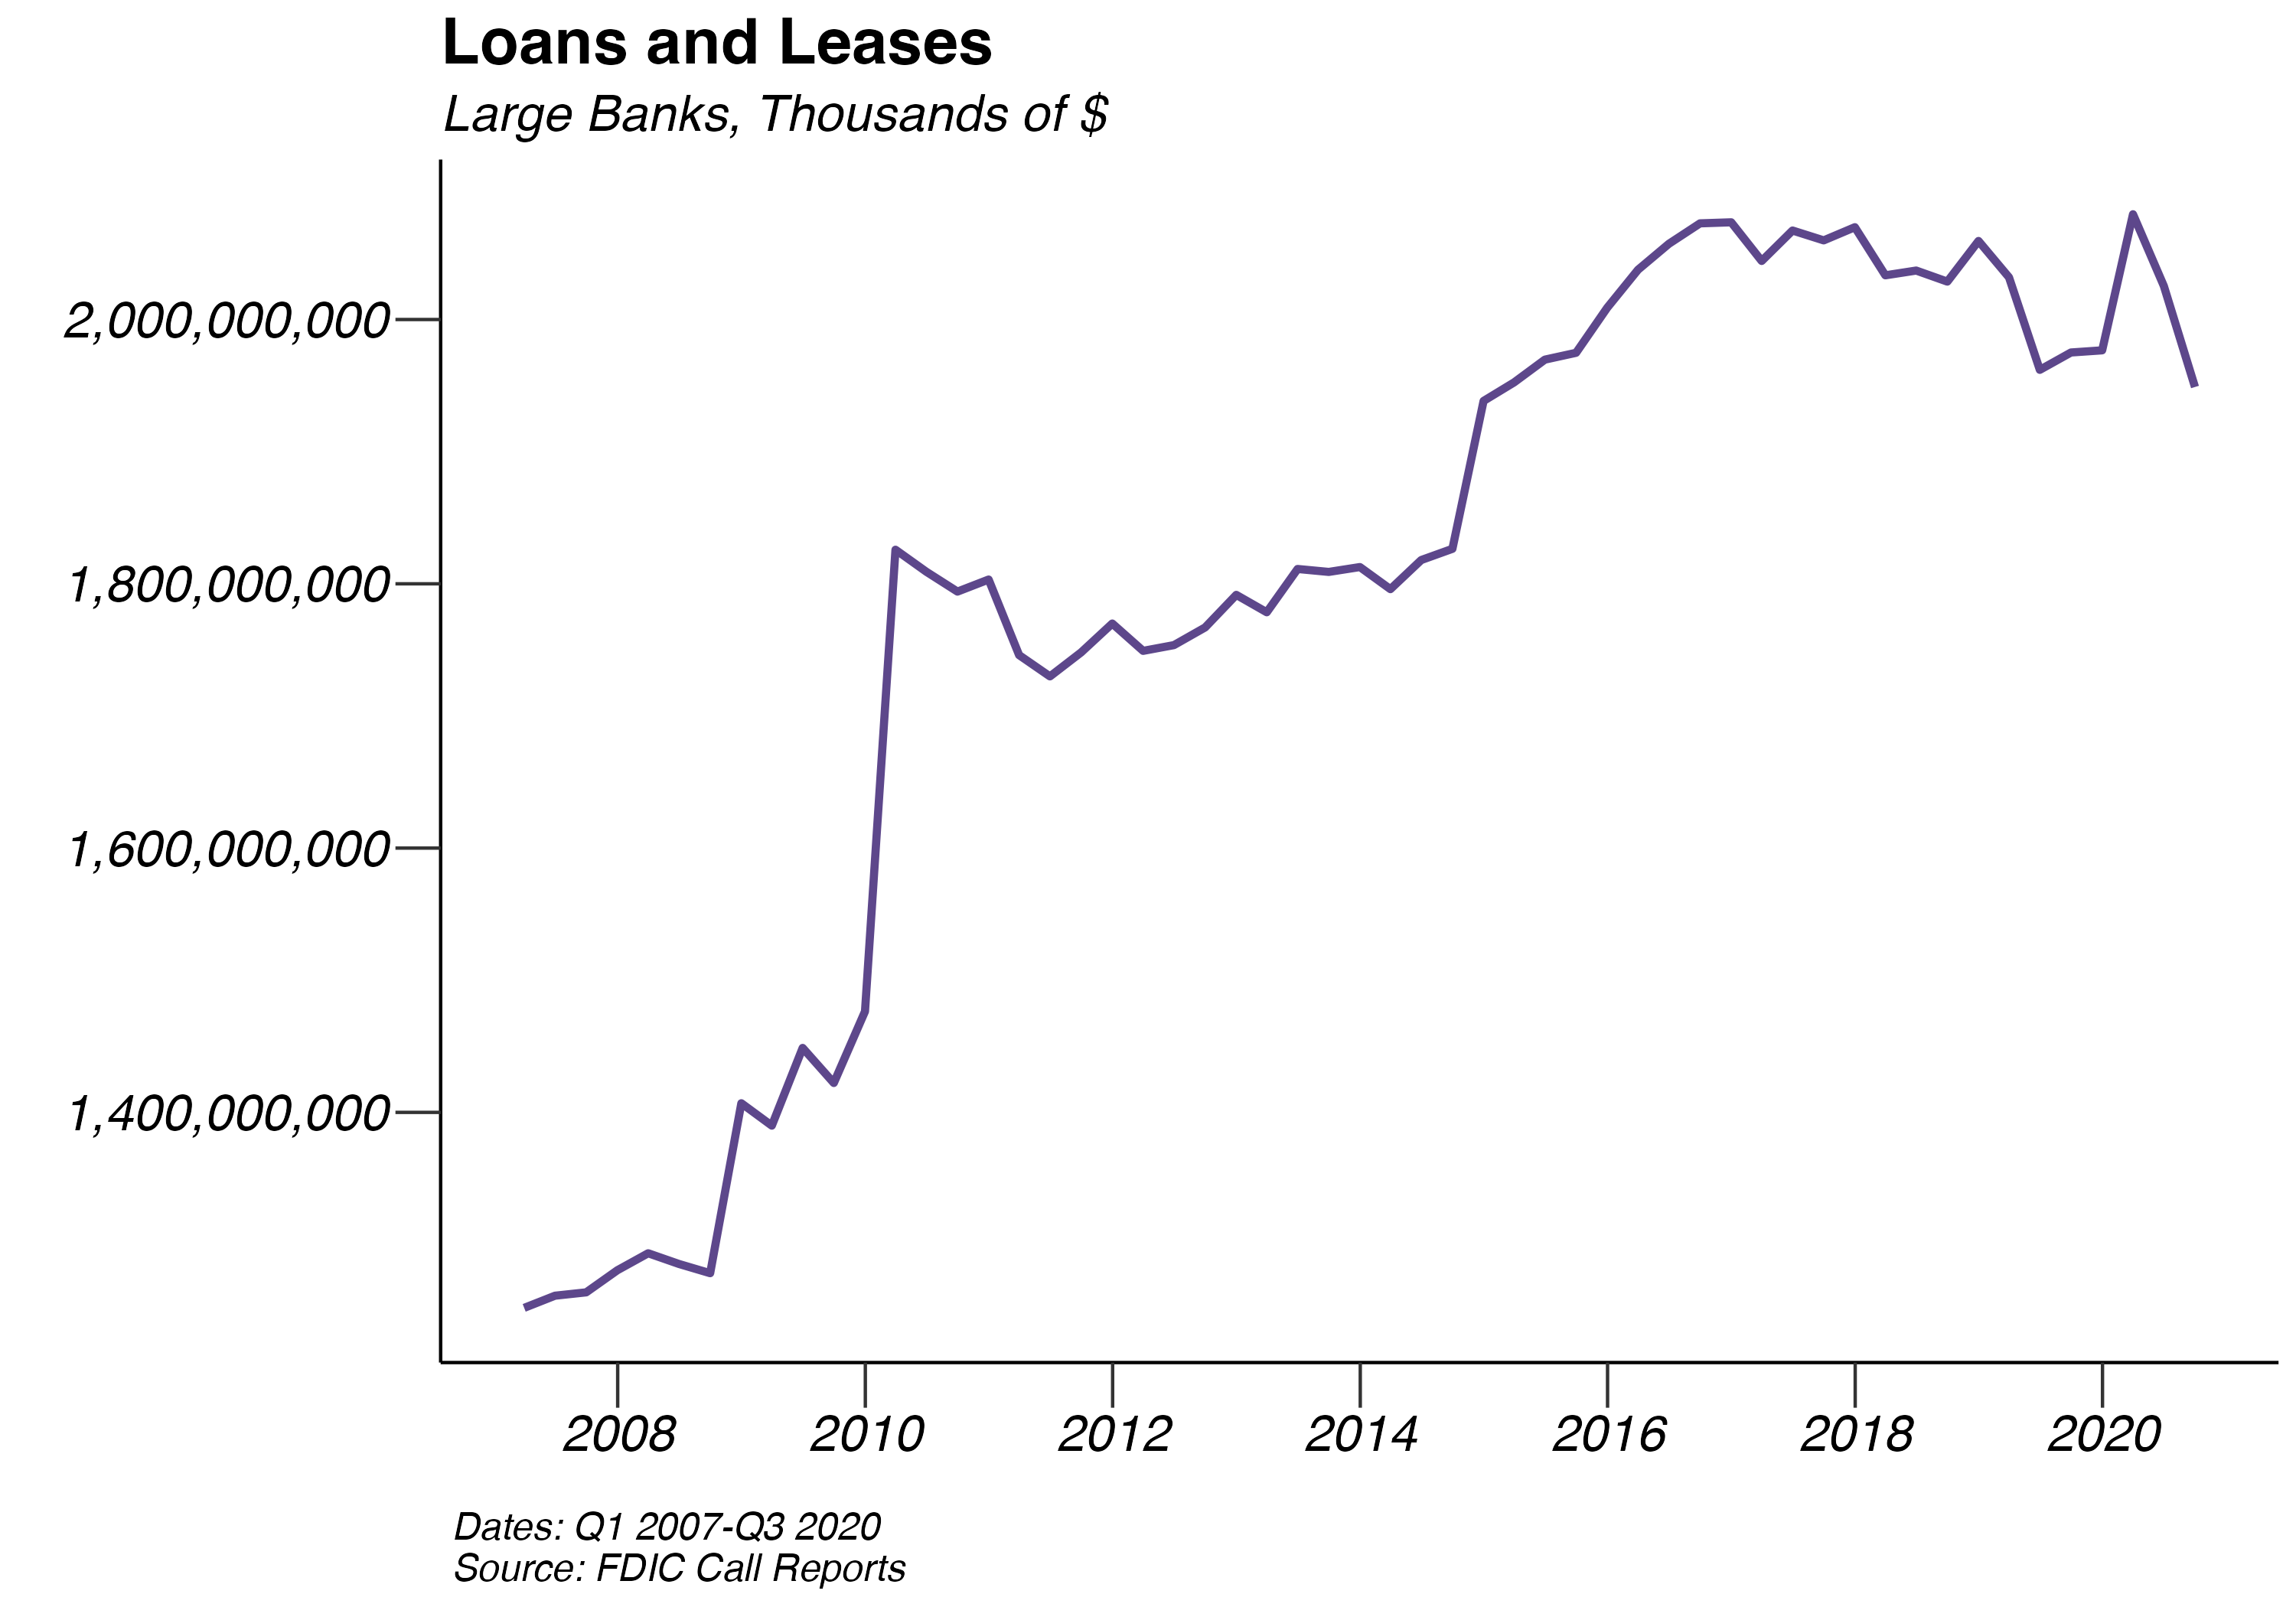 Loans and Leases
Large Banks, Thousands of $
2,000,000,000
1,800,000,000
1,600,000,000
1,400,000,000
2008 2010 2012 2014 2016 2018 2020
Dates: Q1 2007-Q3 2020
Source: FDIC Call Reports